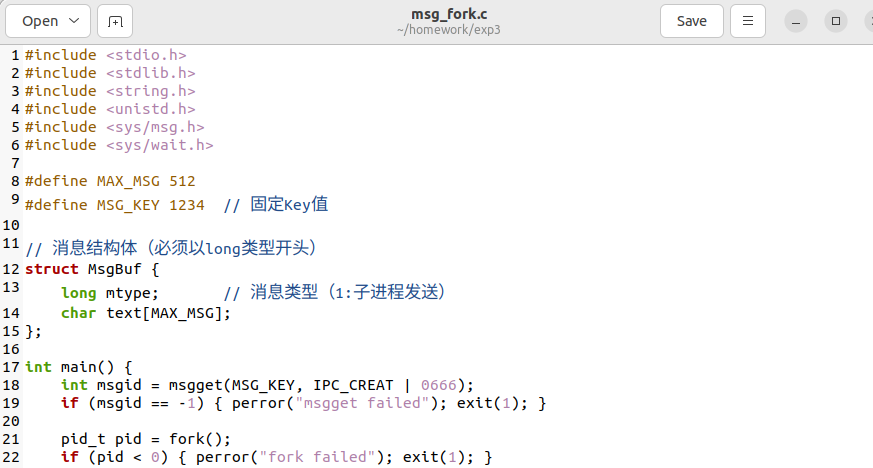 Open
msg_fork.c
~/homework/exp3
Save
1 #include <stdio.h>
2 #include <stdlib.h>
3 #include <string.h>
4 #include <unistd.h>
5 #include <sys/msg.h>
6 #include <sys/wait.h>
7
8 #define MAX_MSG 512
9 #define MSG_KEY 1234  // 固定Key值
10
11 // 消息结构体（必须以long类型开头）
12 struct MsgBuf {
13     long mtype;       // 消息类型（1:子进程发送）
14     char text[MAX_MSG];
15 };
16
17 int main() {
18     int msgid = msgget(MSG_KEY, IPC_CREAT | 0666);
19     if (msgid == -1) { perror("msgget failed"); exit(1); }
20
21     pid_t pid = fork();
22     if (pid < 0) { perror("fork failed"); exit(1); }